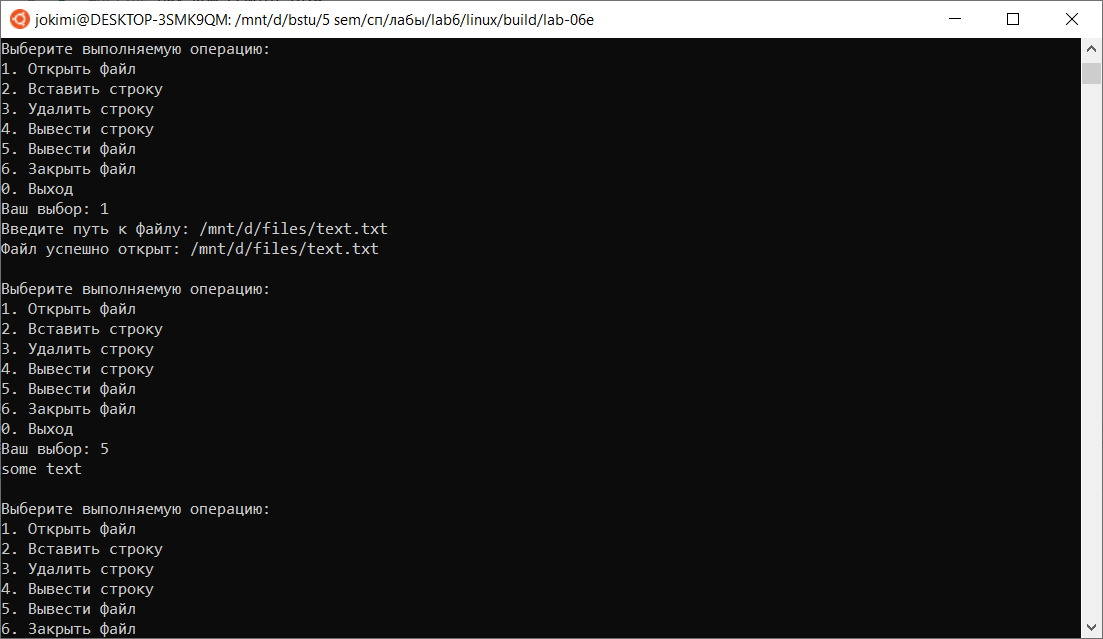 jokimi@DESKTOP-3SMK9QM: /mnt/d/bstu/5 sem/сп/лабы/lab6/linux/build/lab-06e
Выберите выполняемую операцию:
1. Открыть файл
2. Вставить строку
3. Удалить строку
4. Вывести строку
5. Вывести файл
6. Закрыть файл
0. Выход
Ваш выбор: 1
Введите путь к файлу: /mnt/d/files/text.txt
Файл успешно открыт: /mnt/d/files/text.txt
Выберите выполняемую операцию:
1. Открыть файл
2. Вставить строку
3. Удалить строку
4. Вывести строку
5. Вывести файл
6. Закрыть файл
0. Выход
Ваш выбор: 5
some text
Выберите выполняемую операцию:
1. Открыть файл
2. Вставить строку
3. Удалить строку
4. Вывести строку
5. Вывести файл
6. Закрыть файл